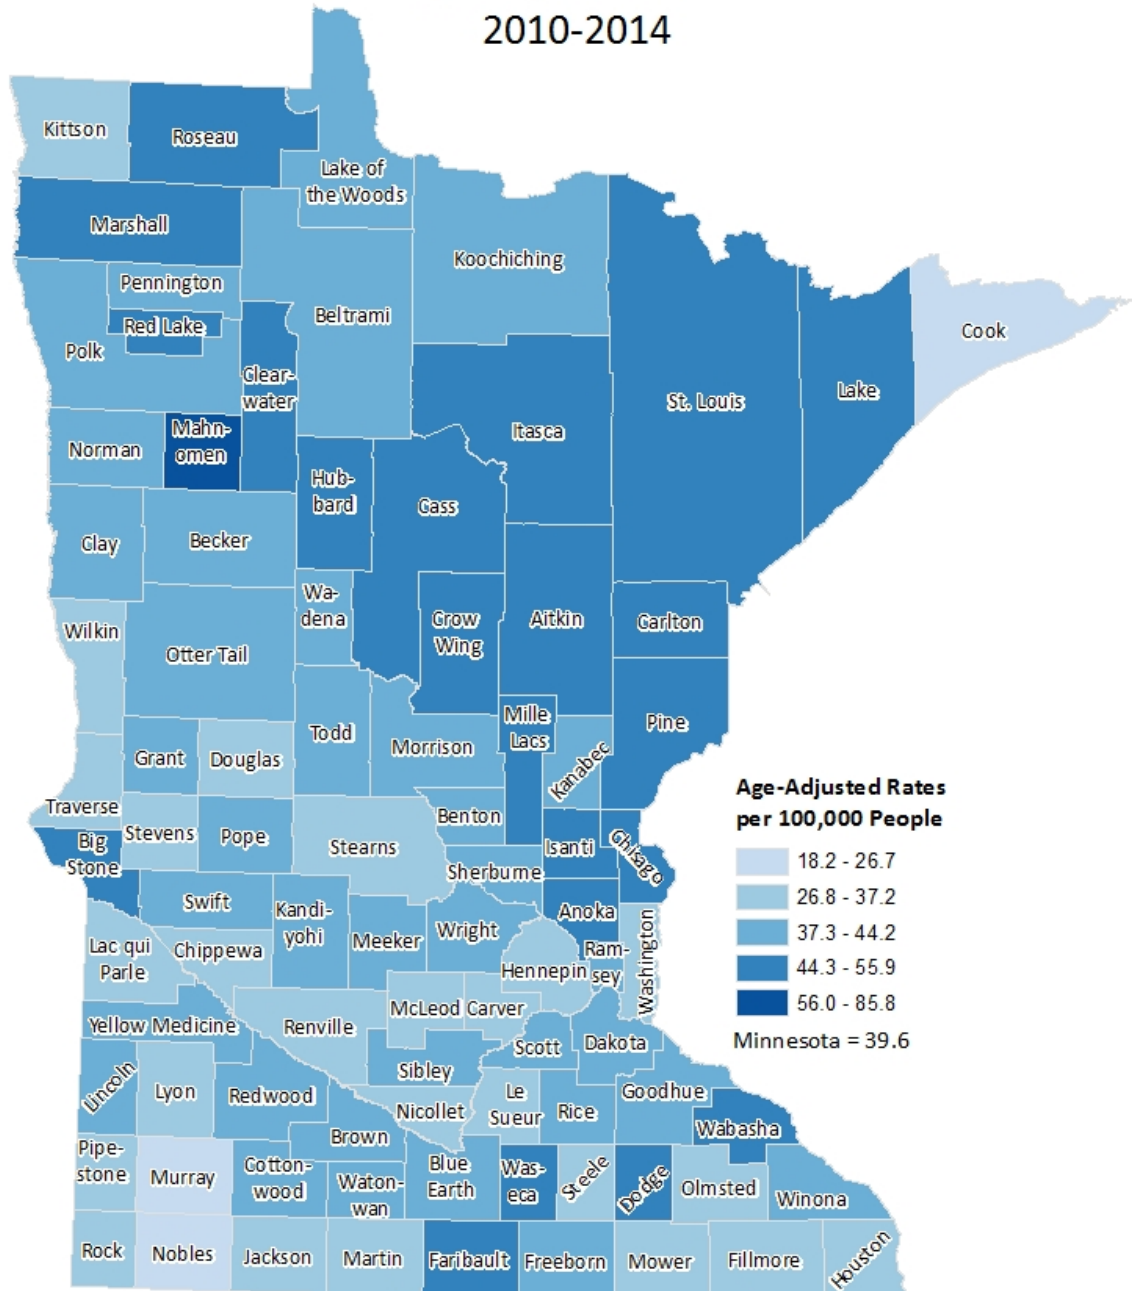 2010-2014
Kittson
Roseau
Lake of
the Woods
Marshall
Koochiching
Pennington
Beltrami
Red Lake
Cook
Polk
Clear-
water
St. Louis
Lake
Itasca
Mahn-
omen
Norman
Hub-
bard
Cass
Clay
Becker
Wa-
dena
Crow
Wing
Aitkin
Carlton
Wilkin
Otter Tail
Mille
Lacs
Pine
Todd
Morrison
Grant
Douglas
Kanabec
Traverse
Benton
Stevens
Pope
Big
Stone
Stearns
Isanti
Chisago
Sherburne
Swift
Kandi-
yohi
Anoka
Meeker
Wright
Lac qui
Parle
Chippewa
Ram-
sey
Washington
Hennepin
McLeod
Carver
Yellow Medicine
Renville
Scott
Dakota
Sibley
Lincoln
Lyon
Redwood
Le
Sueur
Rice
Goodhue
Nicollet
Wabasha
Brown
Pipe-
stone
Murray
Cotton-
wood
Waton-
wan
Blue
Earth
Was-
eca
Steele
Dodge
Olmsted
Winona
Rock
Nobles
Jackson
Martin
Faribault
Freeborn
Mower
Fillmore
Houston
Age-Adjusted Rates
per 100,000 People
18.2 - 26.7
26.8 - 37.2
37.3 - 44.2
44.3 - 55.9
56.0 - 85.8
Minnesota = 39.6